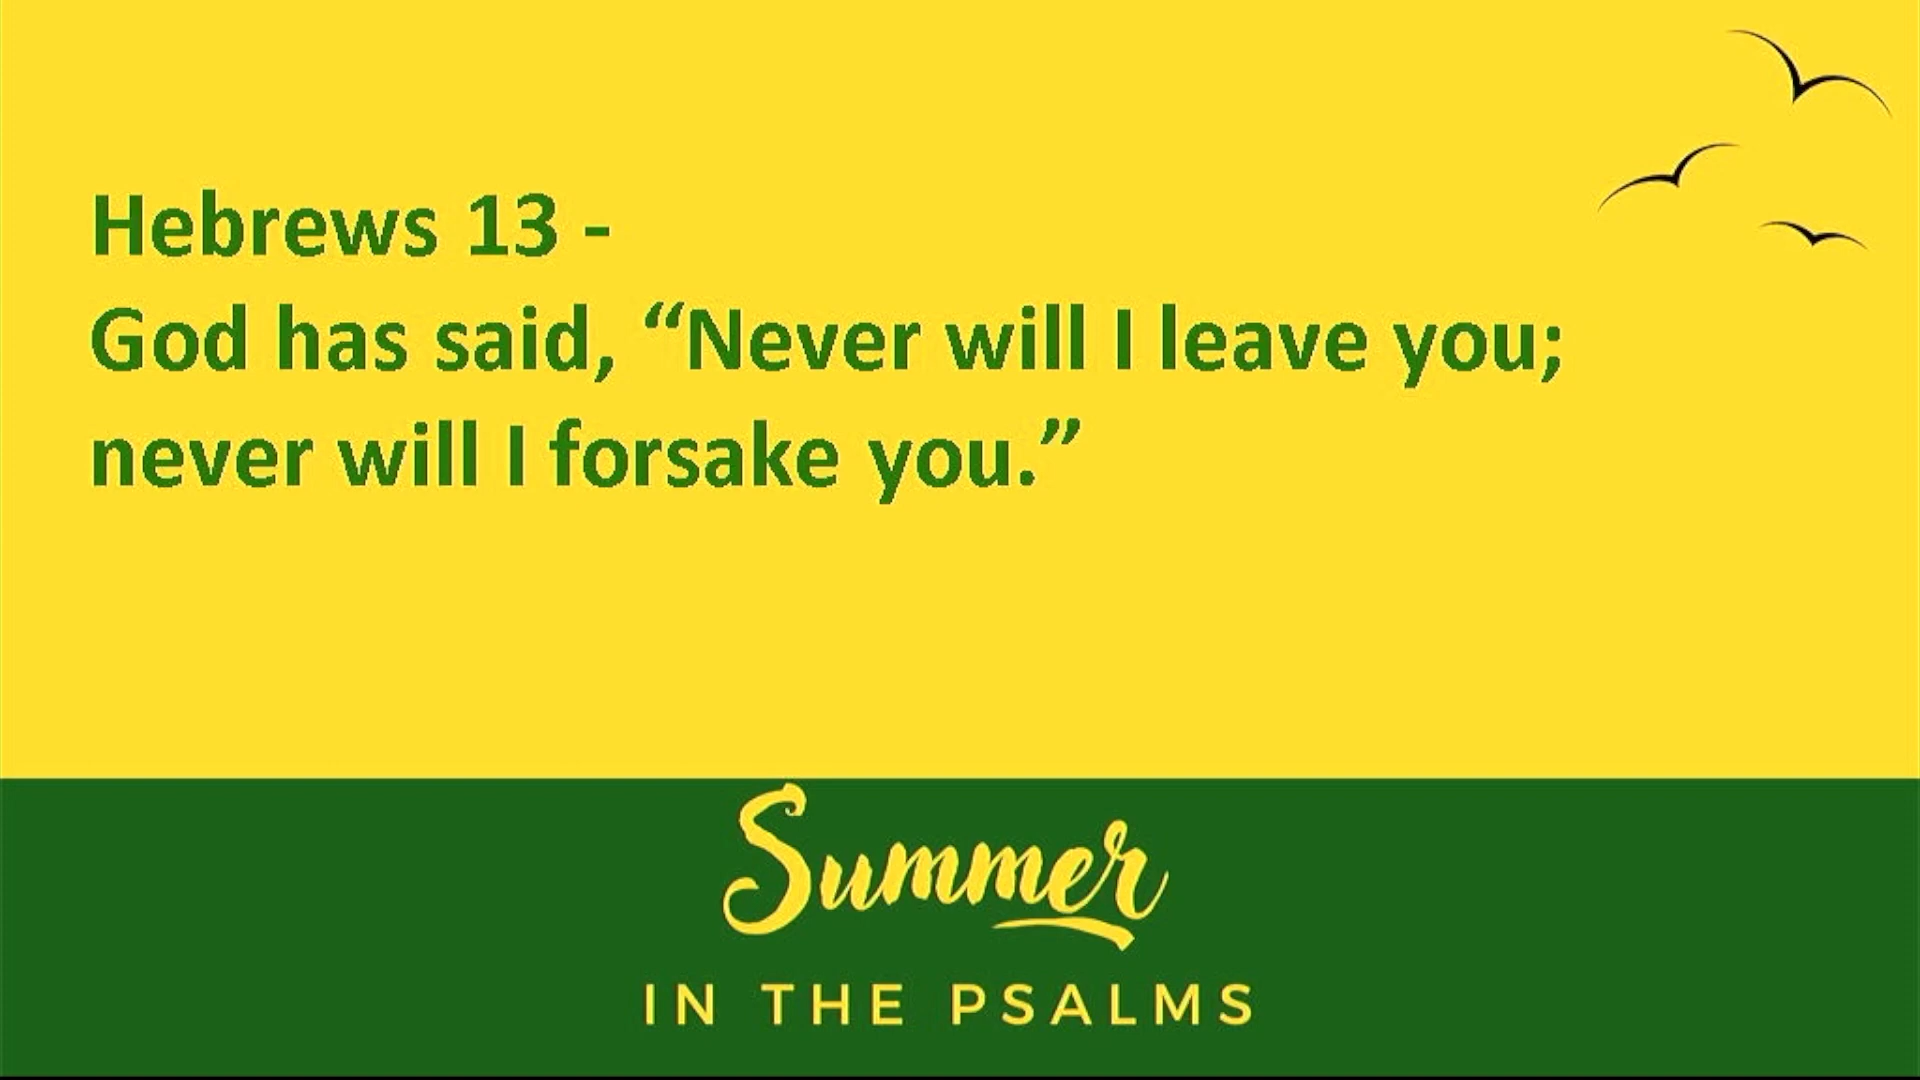 Hebrews 13 -
God has said, “Never will I leave you;
never will I forsake you.”
Summer
IN THE PSALMS